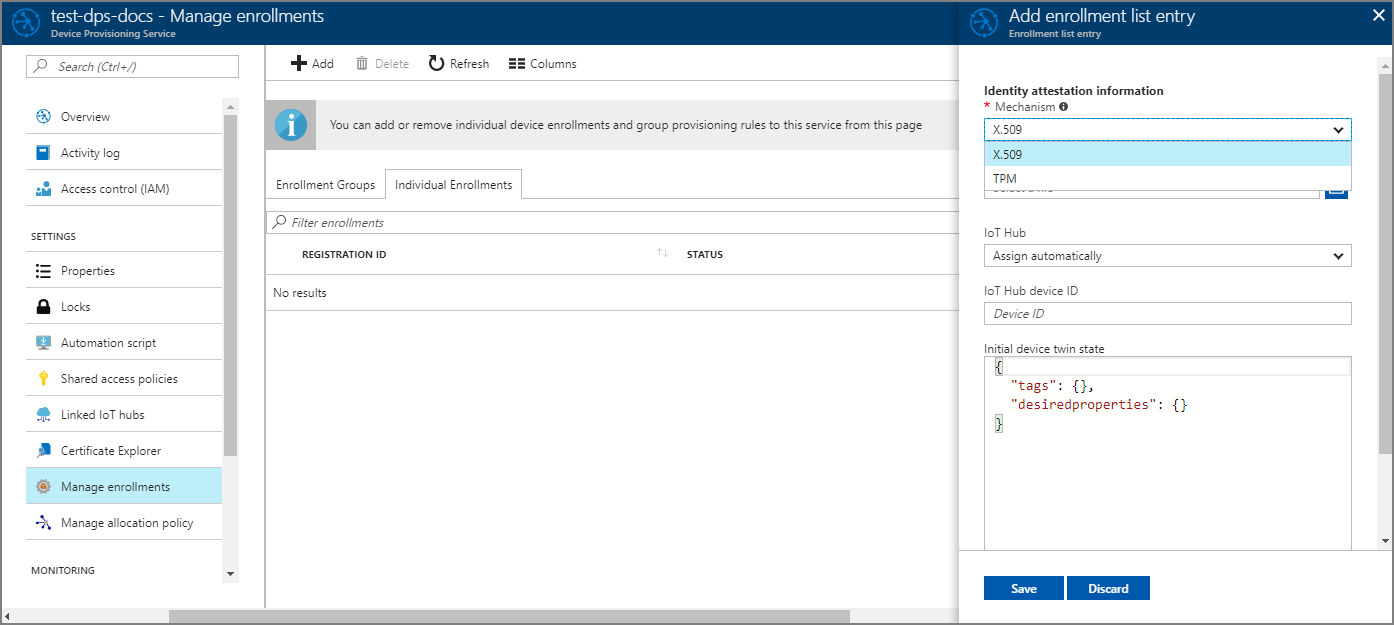 test-dps-docs - Manage enrollments
Device Provisioning Service
Search (Ctrl+/)
Overview
Activity log
Access control (IAM)
SETTINGS
Properties
Locks
Automation script
Shared access policies
Linked IoT hubs
Certificate Explorer
Manage enrollments
Manage allocation policy
MONITORING
Add Delete Refresh Columns
You can add or remove individual device enrollments and group provisioning rules to this service from this page
Enrollment Groups Individual Enrollments
Filter enrollments
REGISTRATION ID STATUS
No results
Add enrollment list entry
Enrollment list entry
Identity attestation information
* Mechanism
X.509
X.509
TPM
IoT Hub
Assign automatically
IoT Hub device ID
Device ID
Initial device twin state
{
"tags": {},
"desiredproperties": {}
}
Save Discard